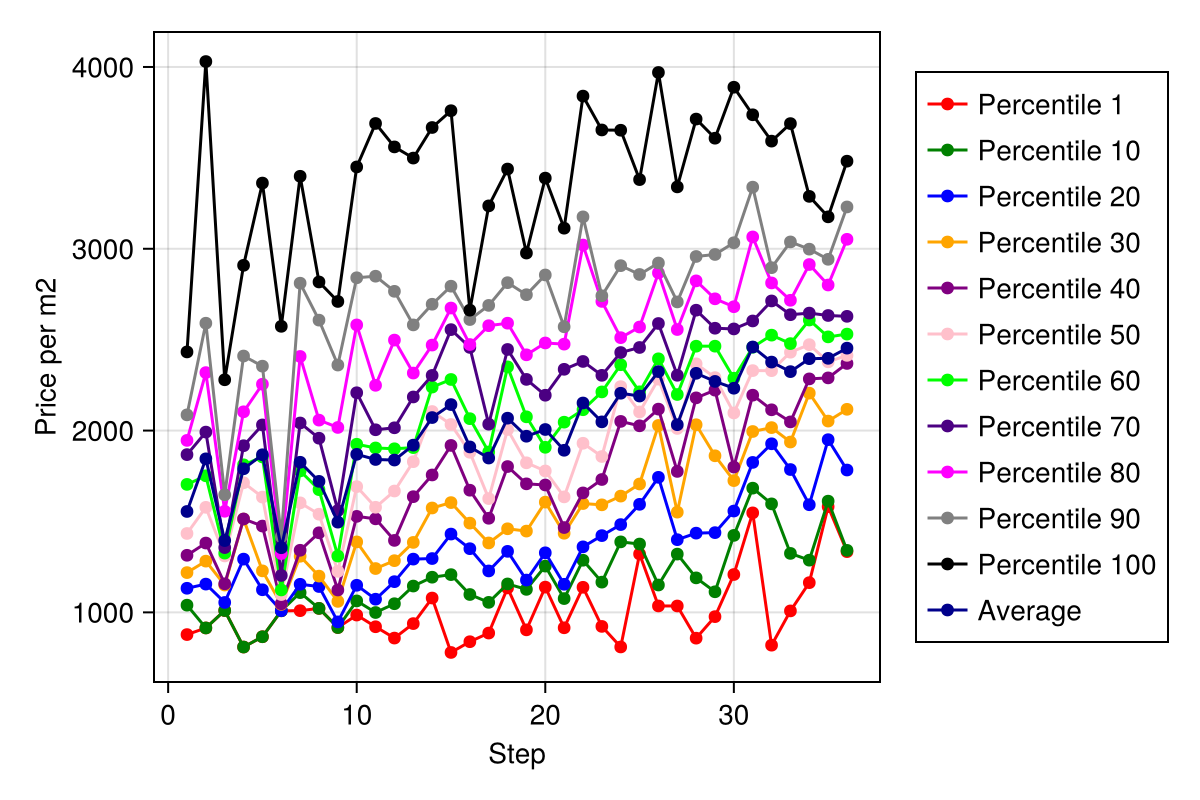 4000
3000
2000
1000
Price per m2
0 10 20 30
Step
Percentile 1
Percentile 10
Percentile 20
Percentile 30
Percentile 40
Percentile 50
Percentile 60
Percentile 70
Percentile 80
Percentile 90
Percentile 100
Average